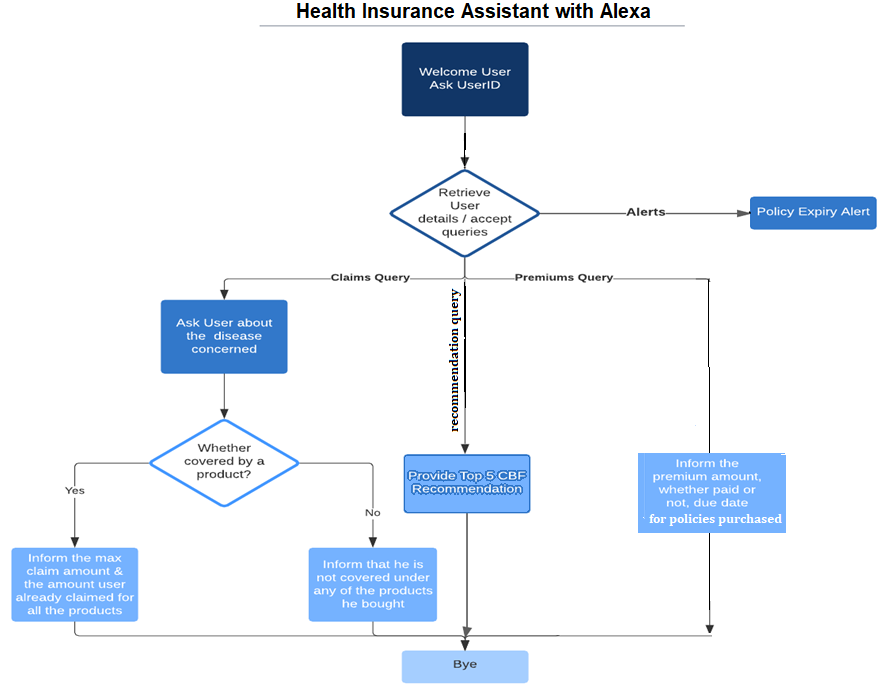 Health Insurance Assistant with Alexa
Welcome User
Ask UserID
Retrieve
User
details / accept
queries
Alerts
Policy Expiry Alert
Claims Query
Premiums Query
recommendation query
Ask User about
the disease
concerned
Whether
covered by a
product?
Yes
No
Provide Top 5 CBF
Recommendation
Inform the
premium amount,
whether paid or
not, due date
for policies purchased
Inform the max
claim amount &
the amount user
already claimed for
all the products
Inform that he is
not covered under
any of the products
he bought
Bye